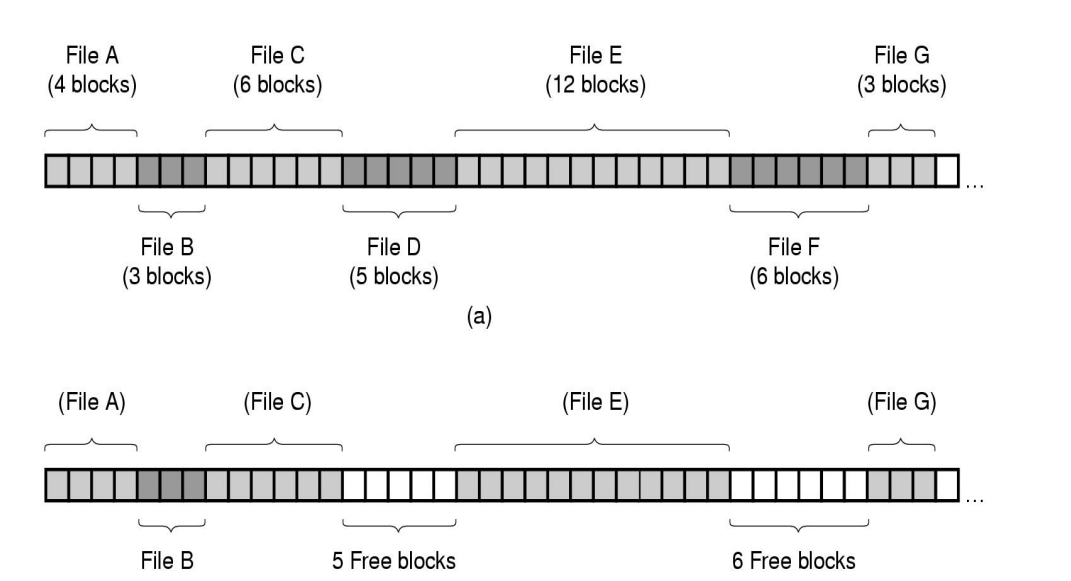 File A
(4 blocks)
File C
(6 blocks)
File E
(12 blocks)
File G
(3 blocks)
...
File B
(3 blocks)
File D
(5 blocks)
File F
(6 blocks)
(a)
(File A)
(File C)
(File E)
(File G)
...
File B
5 Free blocks
6 Free blocks